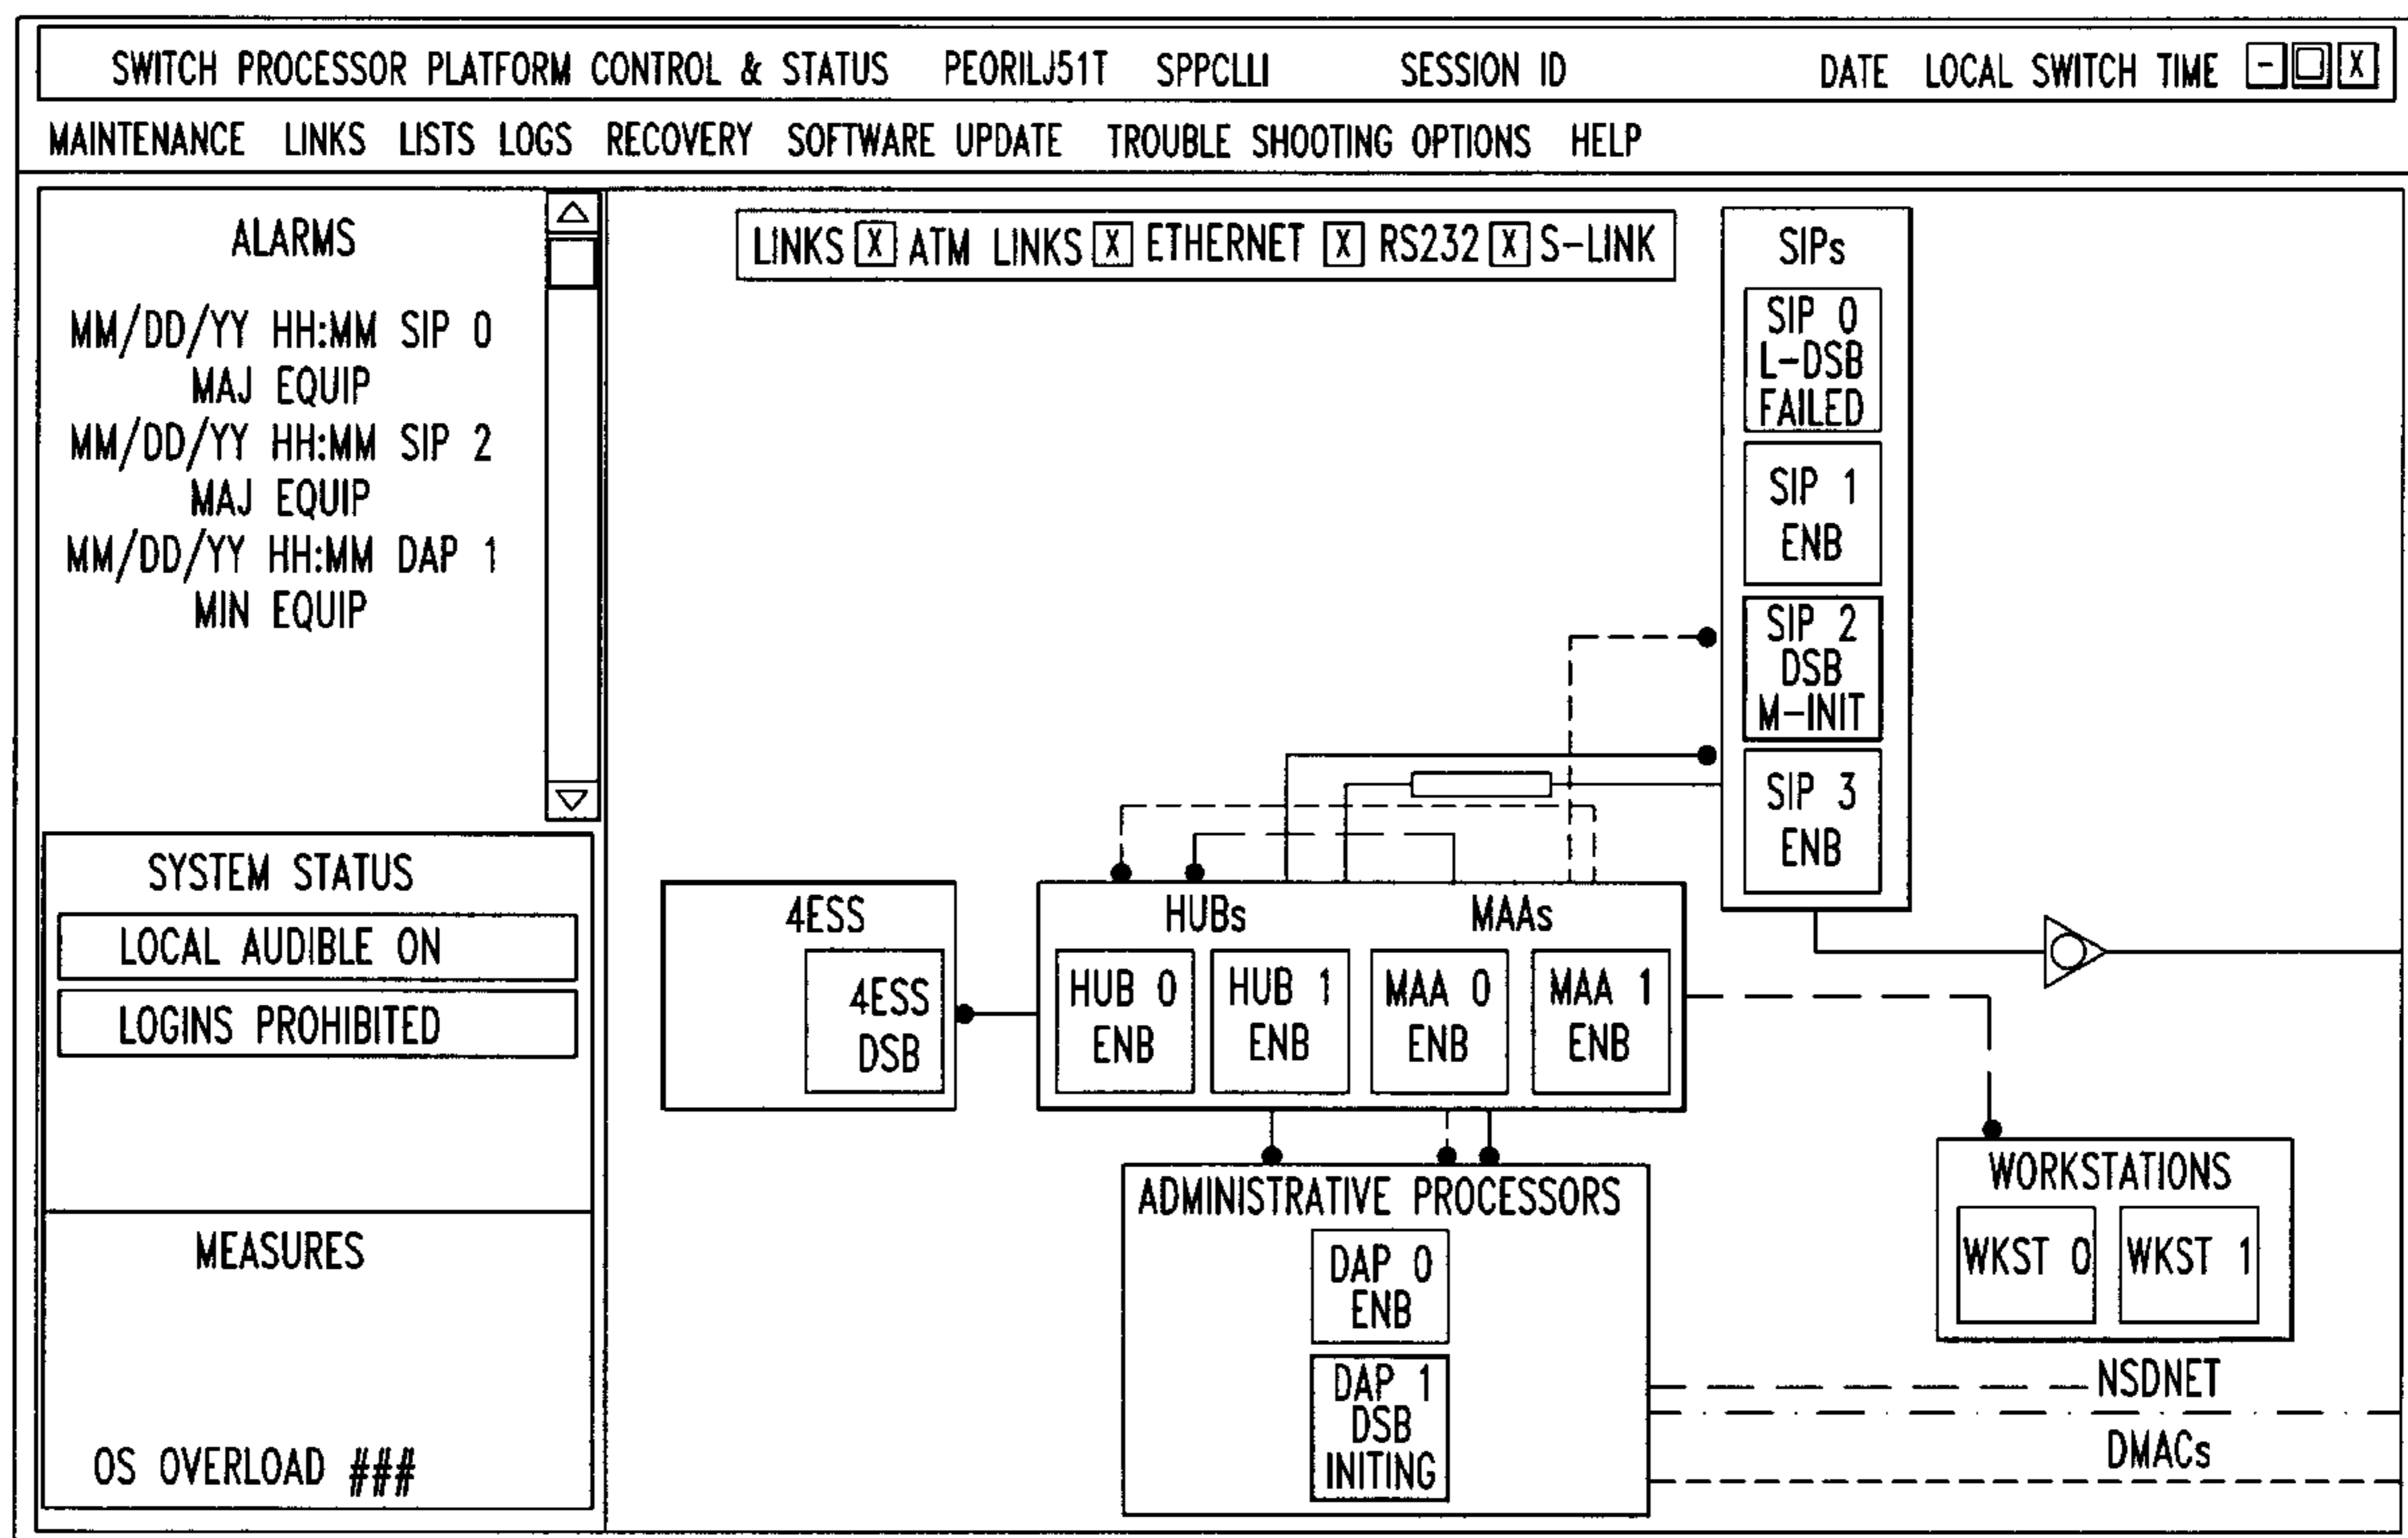 SWITCH PROCESSOR PLATFORM CONTROL & STATUS PEORILJ51T SPPCLLI SESSION ID DATE LOCAL SWITCH TIME - X
MAINTENANCE LINKS LISTS LOGS RECOVERY SOFTWARE UPDATE TROUBLE SHOOTING OPTIONS HELP
ALARMS
MM/DD/YY HH:MM SIP 0
MAJ EQUIP
MM/DD/YY HH:MM SIP 2
MAJ EQUIP
MM/DD/YY HH:MM DAP 1
MIN EQUIP
SYSTEM STATUS
LOCAL AUDIBLE ON
LOGINS PROHIBITED
MEASURES
OS OVERLOAD ###
LINKS X ATM LINKS X ETHERNET X RS232 X S-LINK
SIPs
SIP 0
L-DSB
FAILED
SIP 1
ENB
SIP 2
DSB
M-INIT
SIP 3
ENB
4ESS
4ESS
DSB
HUBs
HUB 0
ENB
HUB 1
ENB
MAAs
MAA 0
ENB
MAA 1
ENB
ADMINISTRATIVE PROCESSORS
DAP 0
ENB
DAP 1
DSB
INITING
WORKSTATIONS
WKST 0
WKST 1
NSDNET
DMACs